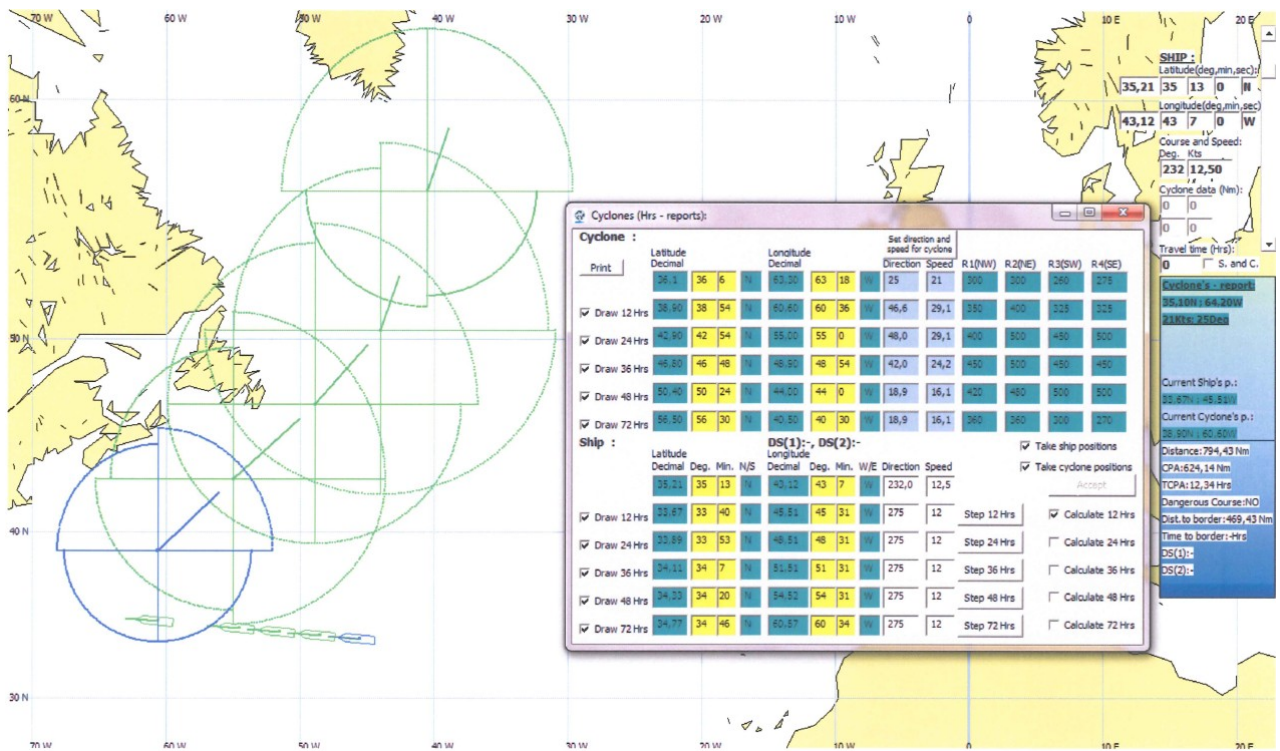 70 W 60 W 50 W 40 W 30 W 20 W 10 W 0 10 E 20 E
60 N
50 N
40 N
30 N
70 W 60 W 50 W 40 W 30 W 20 W 10 W 0 10 E 20 E
SHIP :
Latitude(deg,min,sec):
35,21 35 13 0 N
Longitude(deg,min,sec)
43,12 43 7 0 W
Course and Speed:
Deg. Kts
232 12,50
Cyclone data (Nm):
0 0
0 0
Travel time (Hrs):
0 S. and C.
Cyclone's - report:
35,10N ; 64,20W
21Kts; 25Deg
Current Ship's p.:
33,67N ; 45,51W
Current Cyclone's p.:
38,90N ; 60,60W
Distance:794,43 Nm
CPA:624,14 Nm
TCPA:12,34 Hrs
Dangerous Course:NO
Dist.to border:469,43 Nm
Time to border:-Hrs
DS(1):-
DS(2):-
Cyclones (Hrs - reports):
Cyclone :
Set direction and
speed for cyclone
Latitude Longitude
Decimal Decimal Direction Speed R1(NW) R2(NE) R3(SW) R4(SE)
Print 36,1 36 6 N 63,30 63 18 W 25 21 300 300 260 275
Draw 12 Hrs 38,90 38 54 N 60,60 60 36 W 46,6 29,1 350 400 325 325
Draw 24 Hrs 42,90 42 54 N 55,00 55 0 W 48,0 29,1 400 500 450 500
Draw 36 Hrs 46,80 46 48 N 48,90 48 54 W 42,0 24,2 450 500 450 450
Draw 48 Hrs 50,40 50 24 N 44,00 44 0 W 18,9 16,1 420 480 500 500
Draw 72 Hrs 56,50 56 30 N 40,50 40 30 W 18,9 16,1 360 360 300 270
Ship : DS(1):-, DS(2):- Take ship positions
Latitude Longitude Take cyclone positions
Decimal Deg. Min. N/S Decimal Deg. Min. W/E Direction Speed
35,21 35 13 N 43,12 43 7 W 232,0 12,5 Accept
Draw 12 Hrs 33,67 33 40 N 45,51 45 31 W 275 12 Step 12 Hrs Calculate 12 Hrs
Draw 24 Hrs 33,89 33 53 N 48,51 48 31 W 275 12 Step 24 Hrs Calculate 24 Hrs
Draw 36 Hrs 34,11 34 7 N 51,51 51 31 W 275 12 Step 36 Hrs Calculate 36 Hrs
Draw 48 Hrs 34,33 34 20 N 54,52 54 31 W 275 12 Step 48 Hrs Calculate 48 Hrs
Draw 72 Hrs 34,77 34 46 N 60,57 60 34 W 275 12 Step 72 Hrs Calculate 72 Hrs